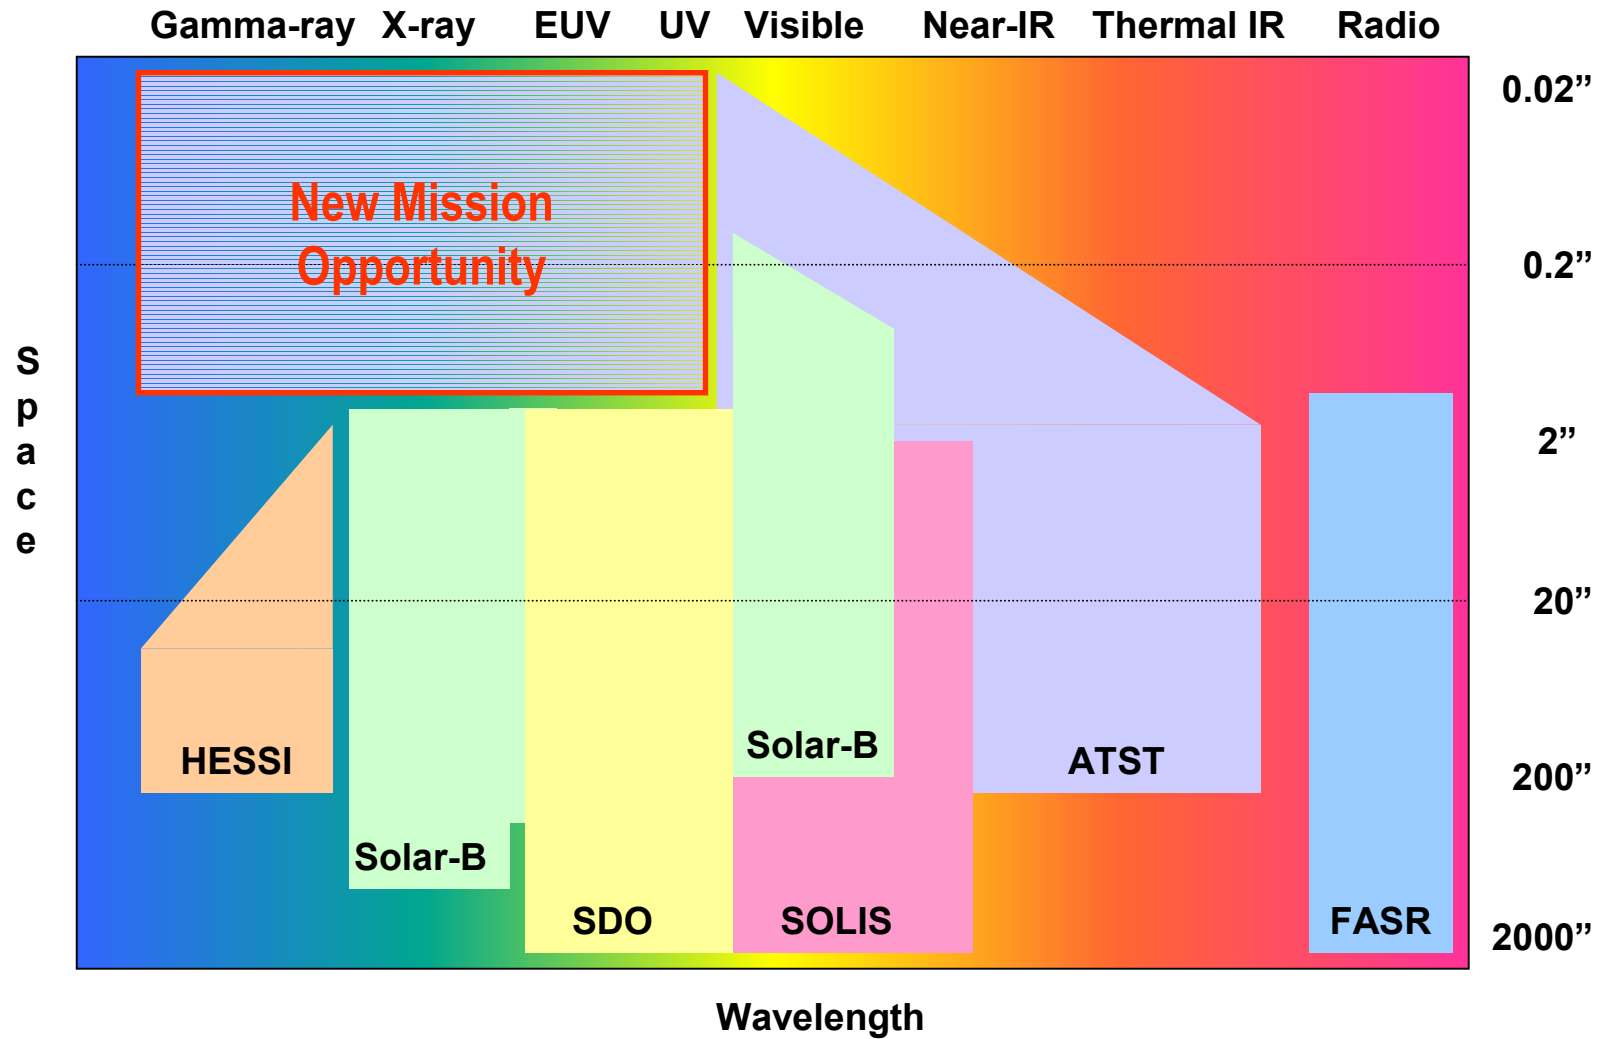 Gamma-ray X-ray EUV UV Visible Near-IR Thermal IR Radio
0.02”
New Mission
Opportunity
0.2”
S
p
a
c
e
2”
20”
HESSI
Solar-B
ATST
200”
Solar-B
SDO
SOLIS
FASR
2000”
Wavelength